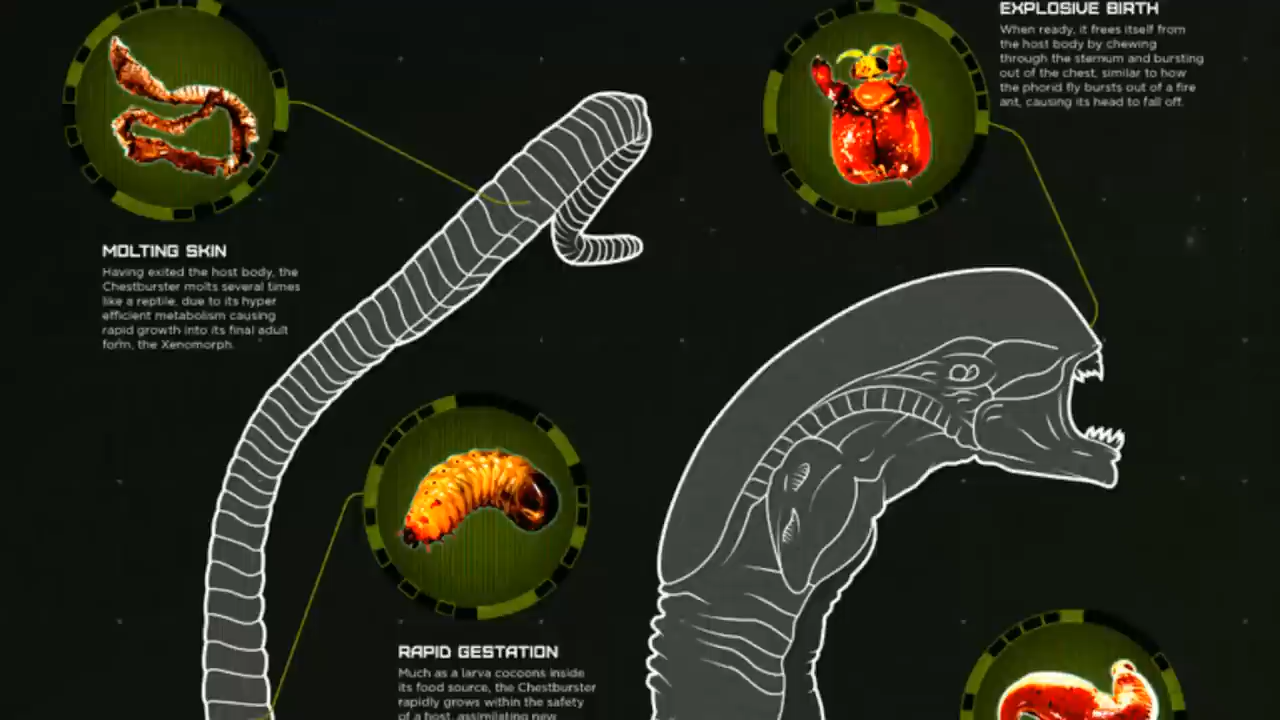 EXPLOSIVE BIRTH
When ready, it frees itself from
the host body by chewing
through the sternum and bursting
out of the chest, similar to how
the phorid fly bursts out of a fire
ant, causing its head to fall off.
MOLTING SKIN
Having exited the host body, the
Chestburster molts several times
like a reptile, due to its hyper
efficient metabolism causing
rapid growth into its final adult
form, the Xenomorph.
RAPID GESTATION
Much as a larva cocoons inside
its food source, the Chestburster
rapidly grows within the safety
of a host, assimilating new